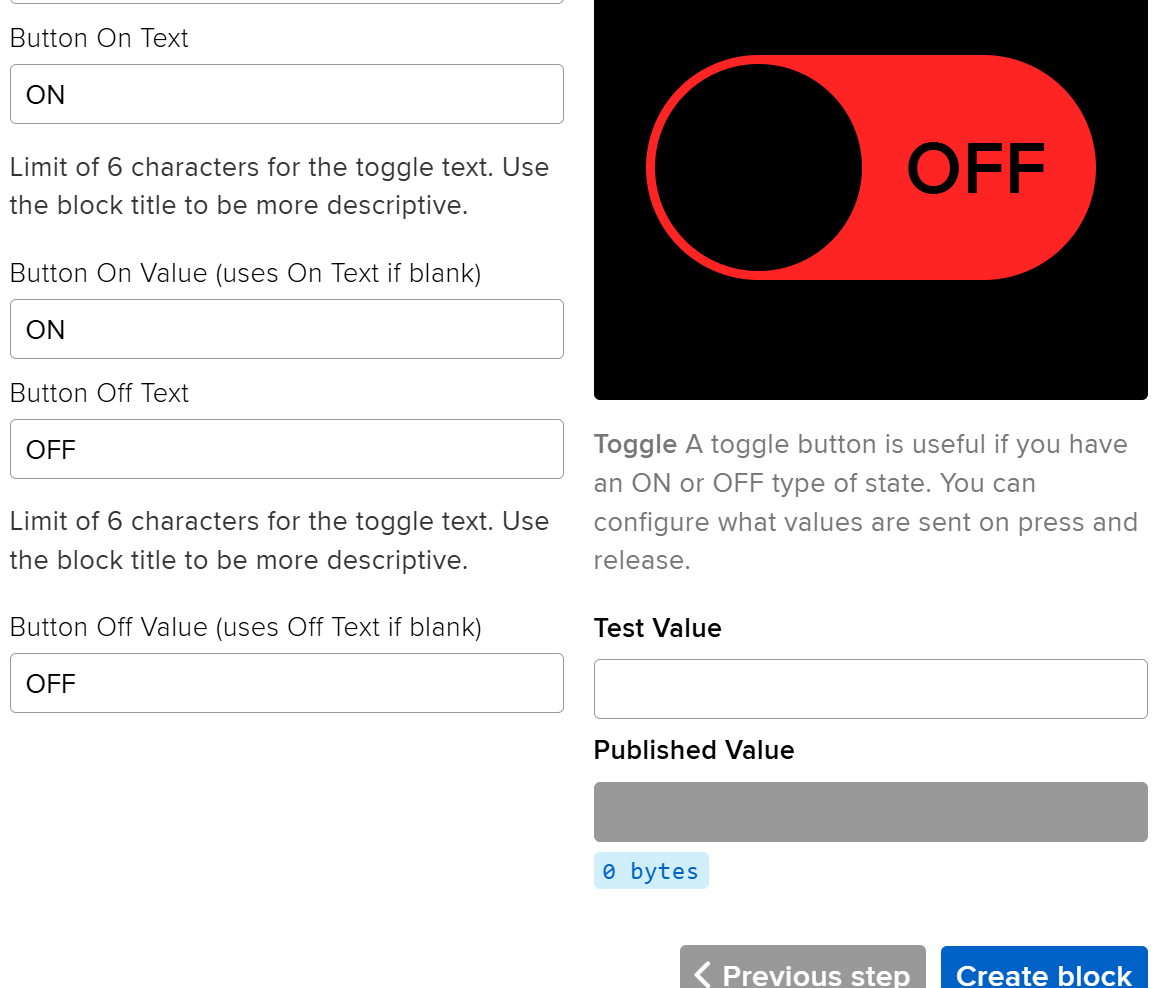 Button On Text
ON
Limit of 6 characters for the toggle text. Use
the block title to be more descriptive.
Button On Value (uses On Text if blank)
ON
Button Off Text
OFF
Limit of 6 characters for the toggle text. Use
the block title to be more descriptive.
Button Off Value (uses Off Text if blank)
OFF
OFF
Toggle A toggle button is useful if you have
an ON or OFF type of state. You can
configure what values are sent on press and
release.
Test Value
Published Value
0 bytes
Previous step
Create block